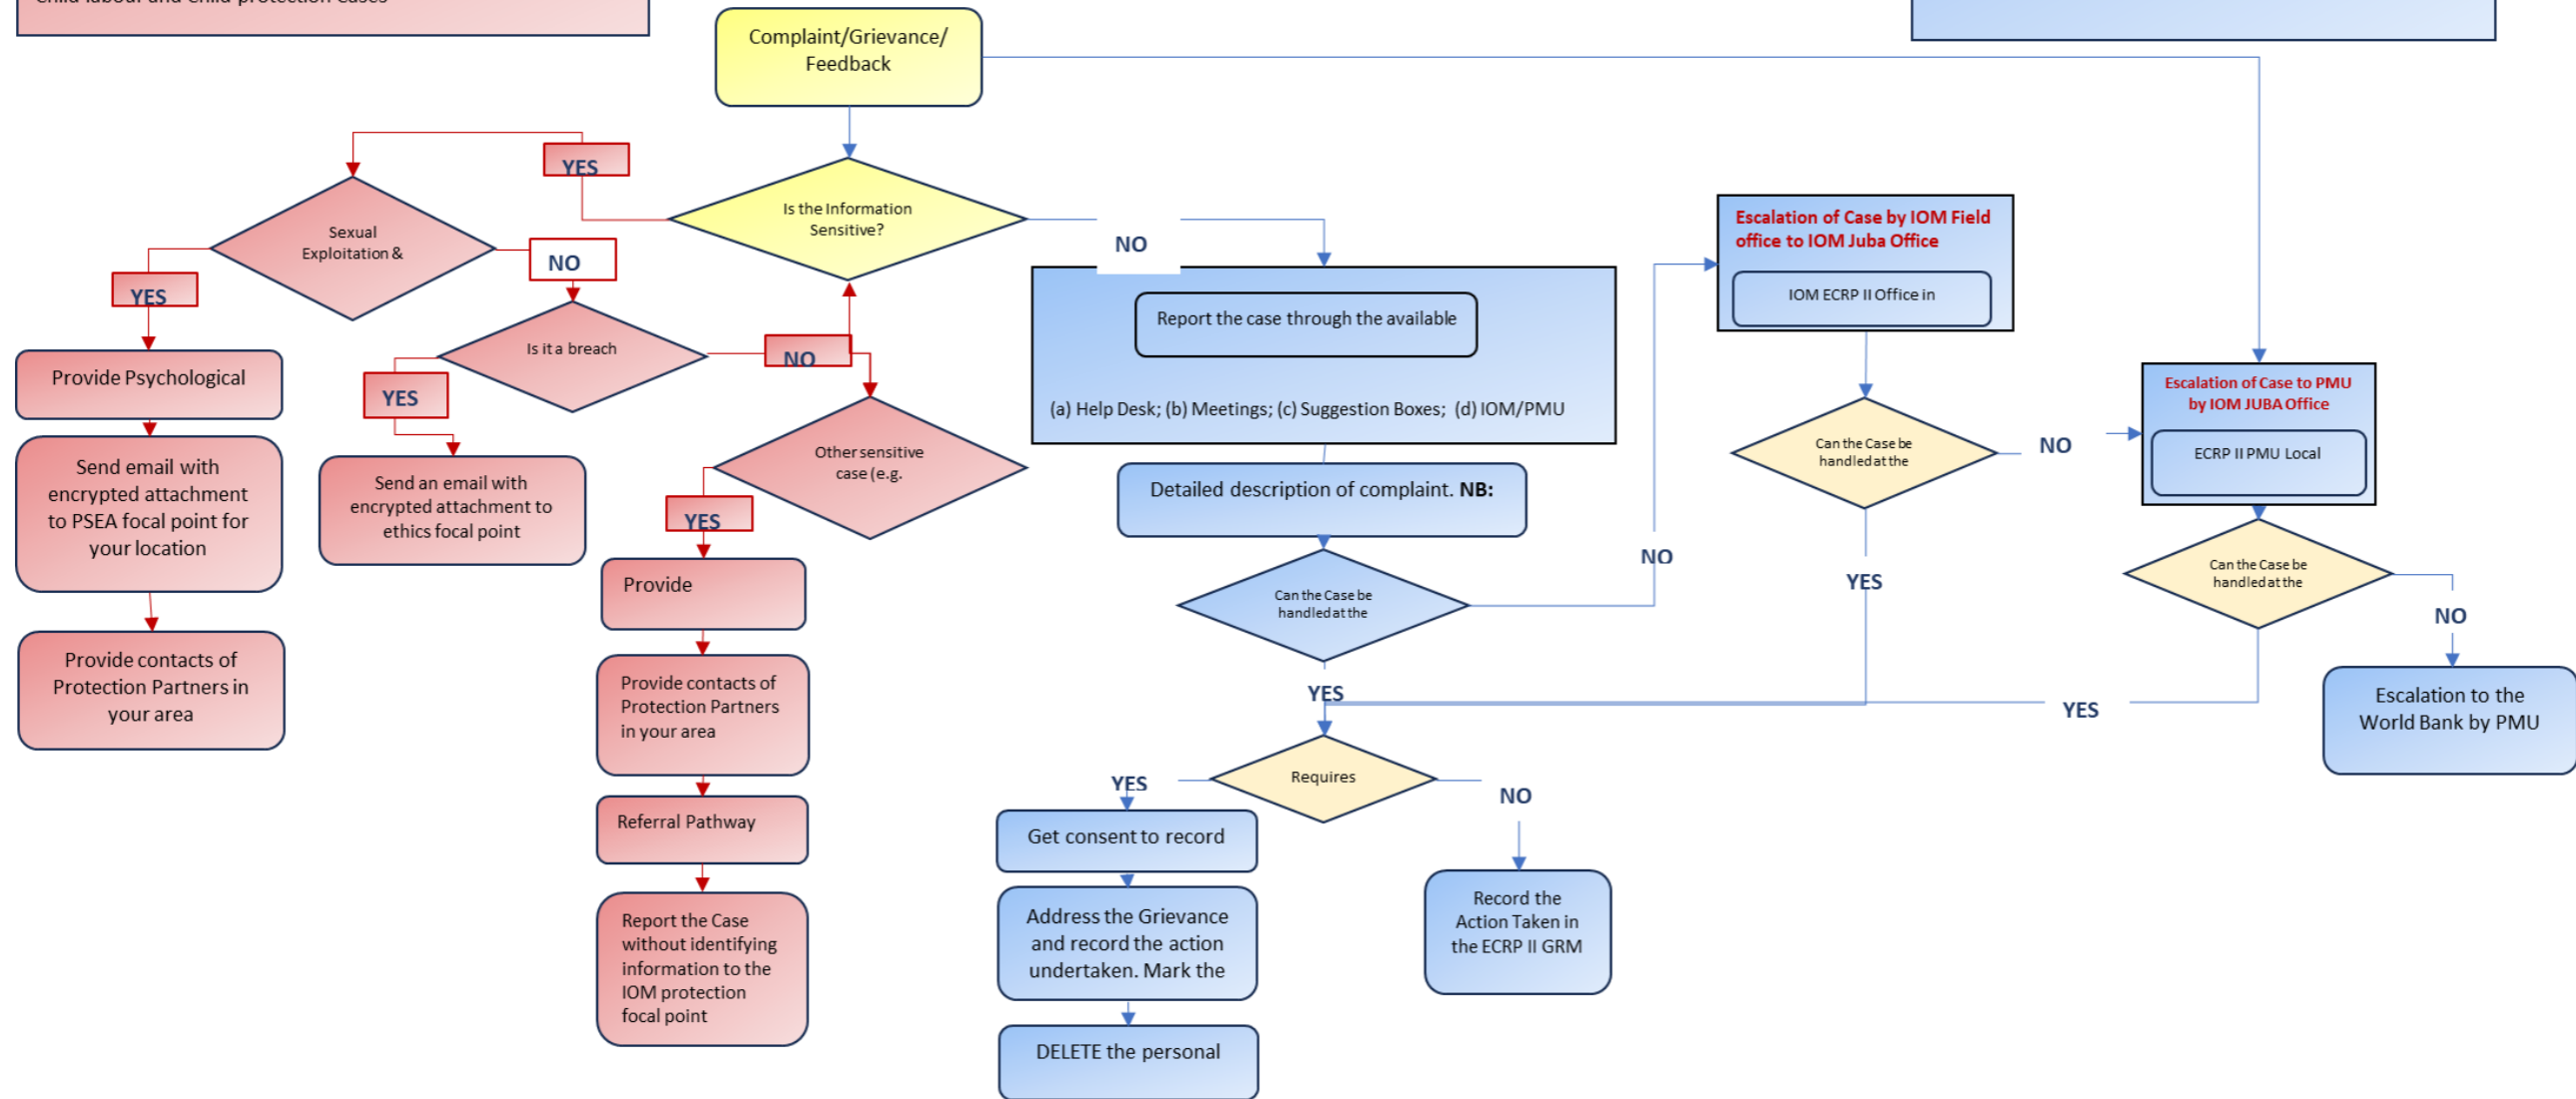 Child labour and Child protection Cases
Complaint/Grievance/
Feedback
YES
Is the Information
Sensitive?
NO
Sexual
Exploitation &
YES
NO
Is it a breach
YES
NO
Provide Psychological
Send email with
encrypted attachment
to PSEA focal point for
your location
Provide contacts of
Protection Partners in
your area
Send an email with
encrypted attachment to
ethics focal point
Other sensitive
case (e.g.
YES
Provide
Provide contacts of
Protection Partners
in your area
Referral Pathway
Report the Case
without identifying
information to the
IOM protection
focal point
Report the case through the available
(a) Help Desk; (b) Meetings; (c) Suggestion Boxes; (d) IOM/PMU
Detailed description of complaint. NB:
Can the Case be
handled at the
NO
YES
Escalation of Case by IOM Field
office to IOM Juba Office
IOM ECRP II Office in
Can the Case be
handled at the
NO
YES
Escalation of Case to PMU
by IOM JUBA Office
ECRP II PMU Local
Can the Case be
handled at the
NO
YES
Escalation to the
World Bank by PMU
Requires
YES
NO
Get consent to record
Address the Grievance
and record the action
undertaken. Mark the
DELETE the personal
Record the
Action Taken in
the ECRP II GRM